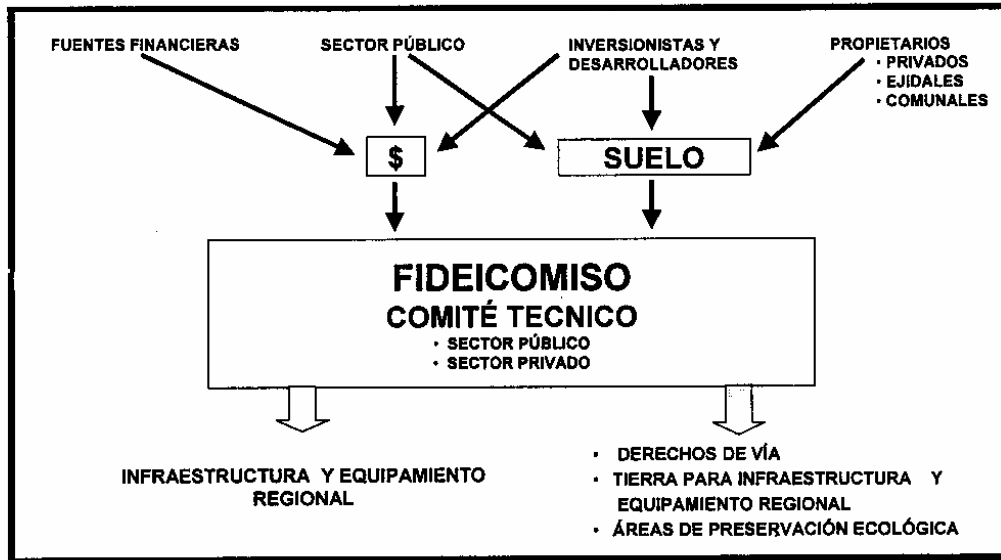 FUENTES FINANCIERAS
SECTOR PÚBLICO
INVERSIONISTAS Y
DESARROLLADORES
PROPIETARIOS
· PRIVADOS
· EJIDALES
· COMUNALES
$
SUELO
FIDEICOMISO
COMITÉ TECNICO
· SECTOR PÚBLICO
· SECTOR PRIVADO
INFRAESTRUCTURA Y EQUIPAMIENTO
REGIONAL
· DERECHOS DE VÍA
· TIERRA PARA INFRAESTRUCTURA Y
EQUIPAMIENTO REGIONAL
· ÁREAS DE PRESERVACIÓN ECOLÓGICA